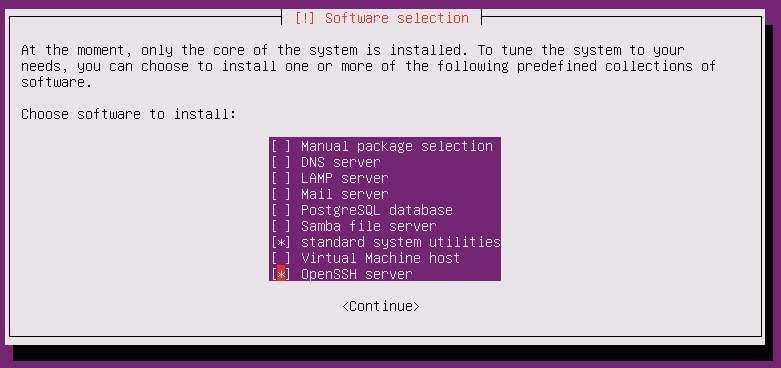 [!] Software selection
At the moment, only the core of the system is installed. To tune the system to your
needs, you can choose to install one or more of the following predefined collections of
software.
Choose software to install:
[ ] Manual package selection
[ ] DNS server
[ ] LAMP server
[ ] Mail server
[ ] PostgreSQL database
[ ] Samba file server
[*] standard system utilities
[ ] Virtual Machine host
[*] OpenSSH server
<Continue>